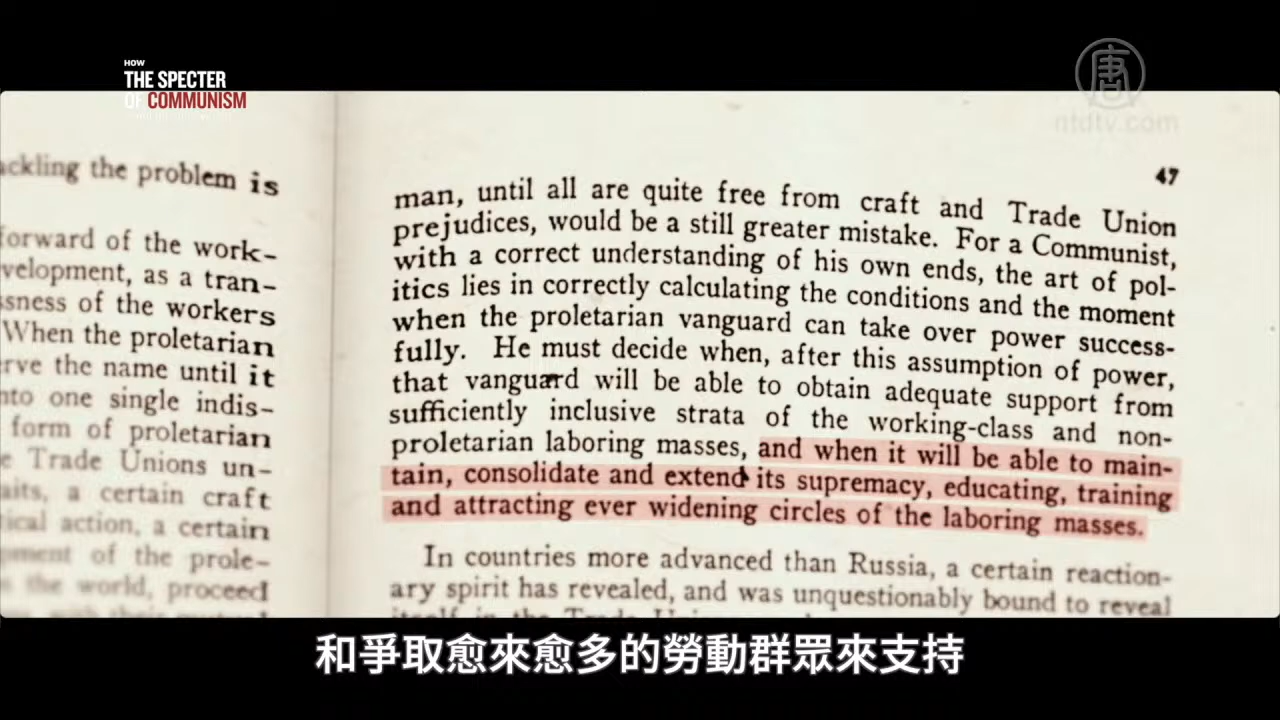 HOW
THE SPECTER
OF COMMUNISM
唐
ntdtv.com
ackling the problem is
forward of the work-
velopment, as a tran-
ssness of the workers
When the proletarian
rve the name until it
nto one single indis-
form of proletarian
e Trade Unions un-
aits, a certain craft
ical action, a certain
pment of the prole-
the world, proceed
47
man, until all are quite free from craft and Trade Union
prejudices, would be a still greater mistake. For a Communist,
with a correct understanding of his own ends, the art of pol-
itics lies in correctly calculating the conditions and the moment
when the proletarian vanguard can take over power success-
fully. He must decide when, after this assumption of power,
that vanguard will be able to obtain adequate support from
sufficiently inclusive strata of the working-class and non-
proletarian laboring masses, and when it will be able to main-
tain, consolidate and extend its supremacy, educating, training
and attracting ever widening circles of the laboring masses.
In countries more advanced than Russia, a certain reaction-
ary spirit has revealed, and was unquestionably bound to reveal
itself in the Trade
和爭取愈來愈多的勞動群眾來支持